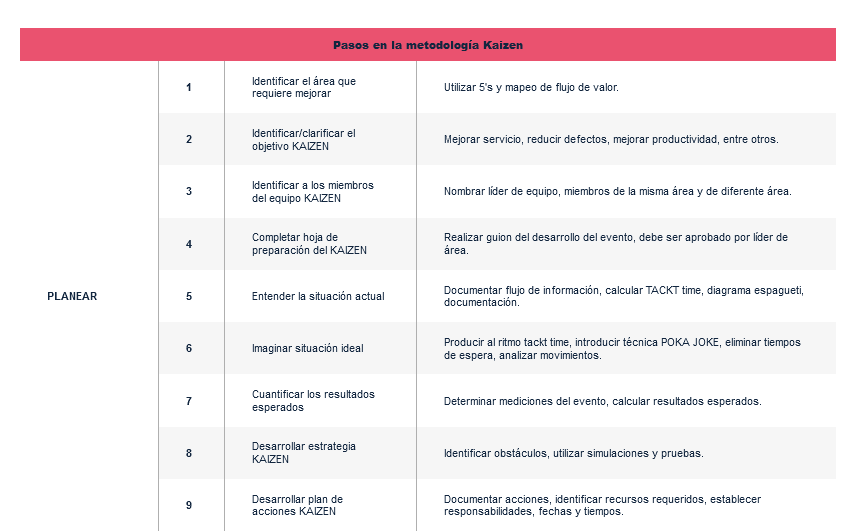 Pasos en la metodología Kaizen
PLANEAR
1
Identificar el área que
requiere mejorar
Utilizar 5's y mapeo de flujo de valor.
2
Identificar/clarificar el
objetivo KAIZEN
Mejorar servicio, reducir defectos, mejorar productividad, entre otros.
3
Identificar a los miembros
del equipo KAIZEN
Nombrar líder de equipo, miembros de la misma área y de diferente área.
4
Completar hoja de
preparación del KAIZEN
Realizar guion del desarrollo del evento, debe ser aprobado por líder de
área.
5
Entender la situación actual
Documentar flujo de información, calcular TACKT time, diagrama espagueti,
documentación.
6
Imaginar situación ideal
Producir al ritmo tackt time, introducir técnica POKA JOKE, eliminar tiempos
de espera, analizar movimientos.
7
Cuantificar los resultados
esperados
Determinar mediciones del evento, calcular resultados esperados.
8
Desarrollar estrategia
KAIZEN
Identificar obstáculos, utilizar simulaciones y pruebas.
9
Desarrollar plan de
acciones KAIZEN
Documentar acciones, identificar recursos requeridos, establecer
responsabilidades, fechas y tiempos.